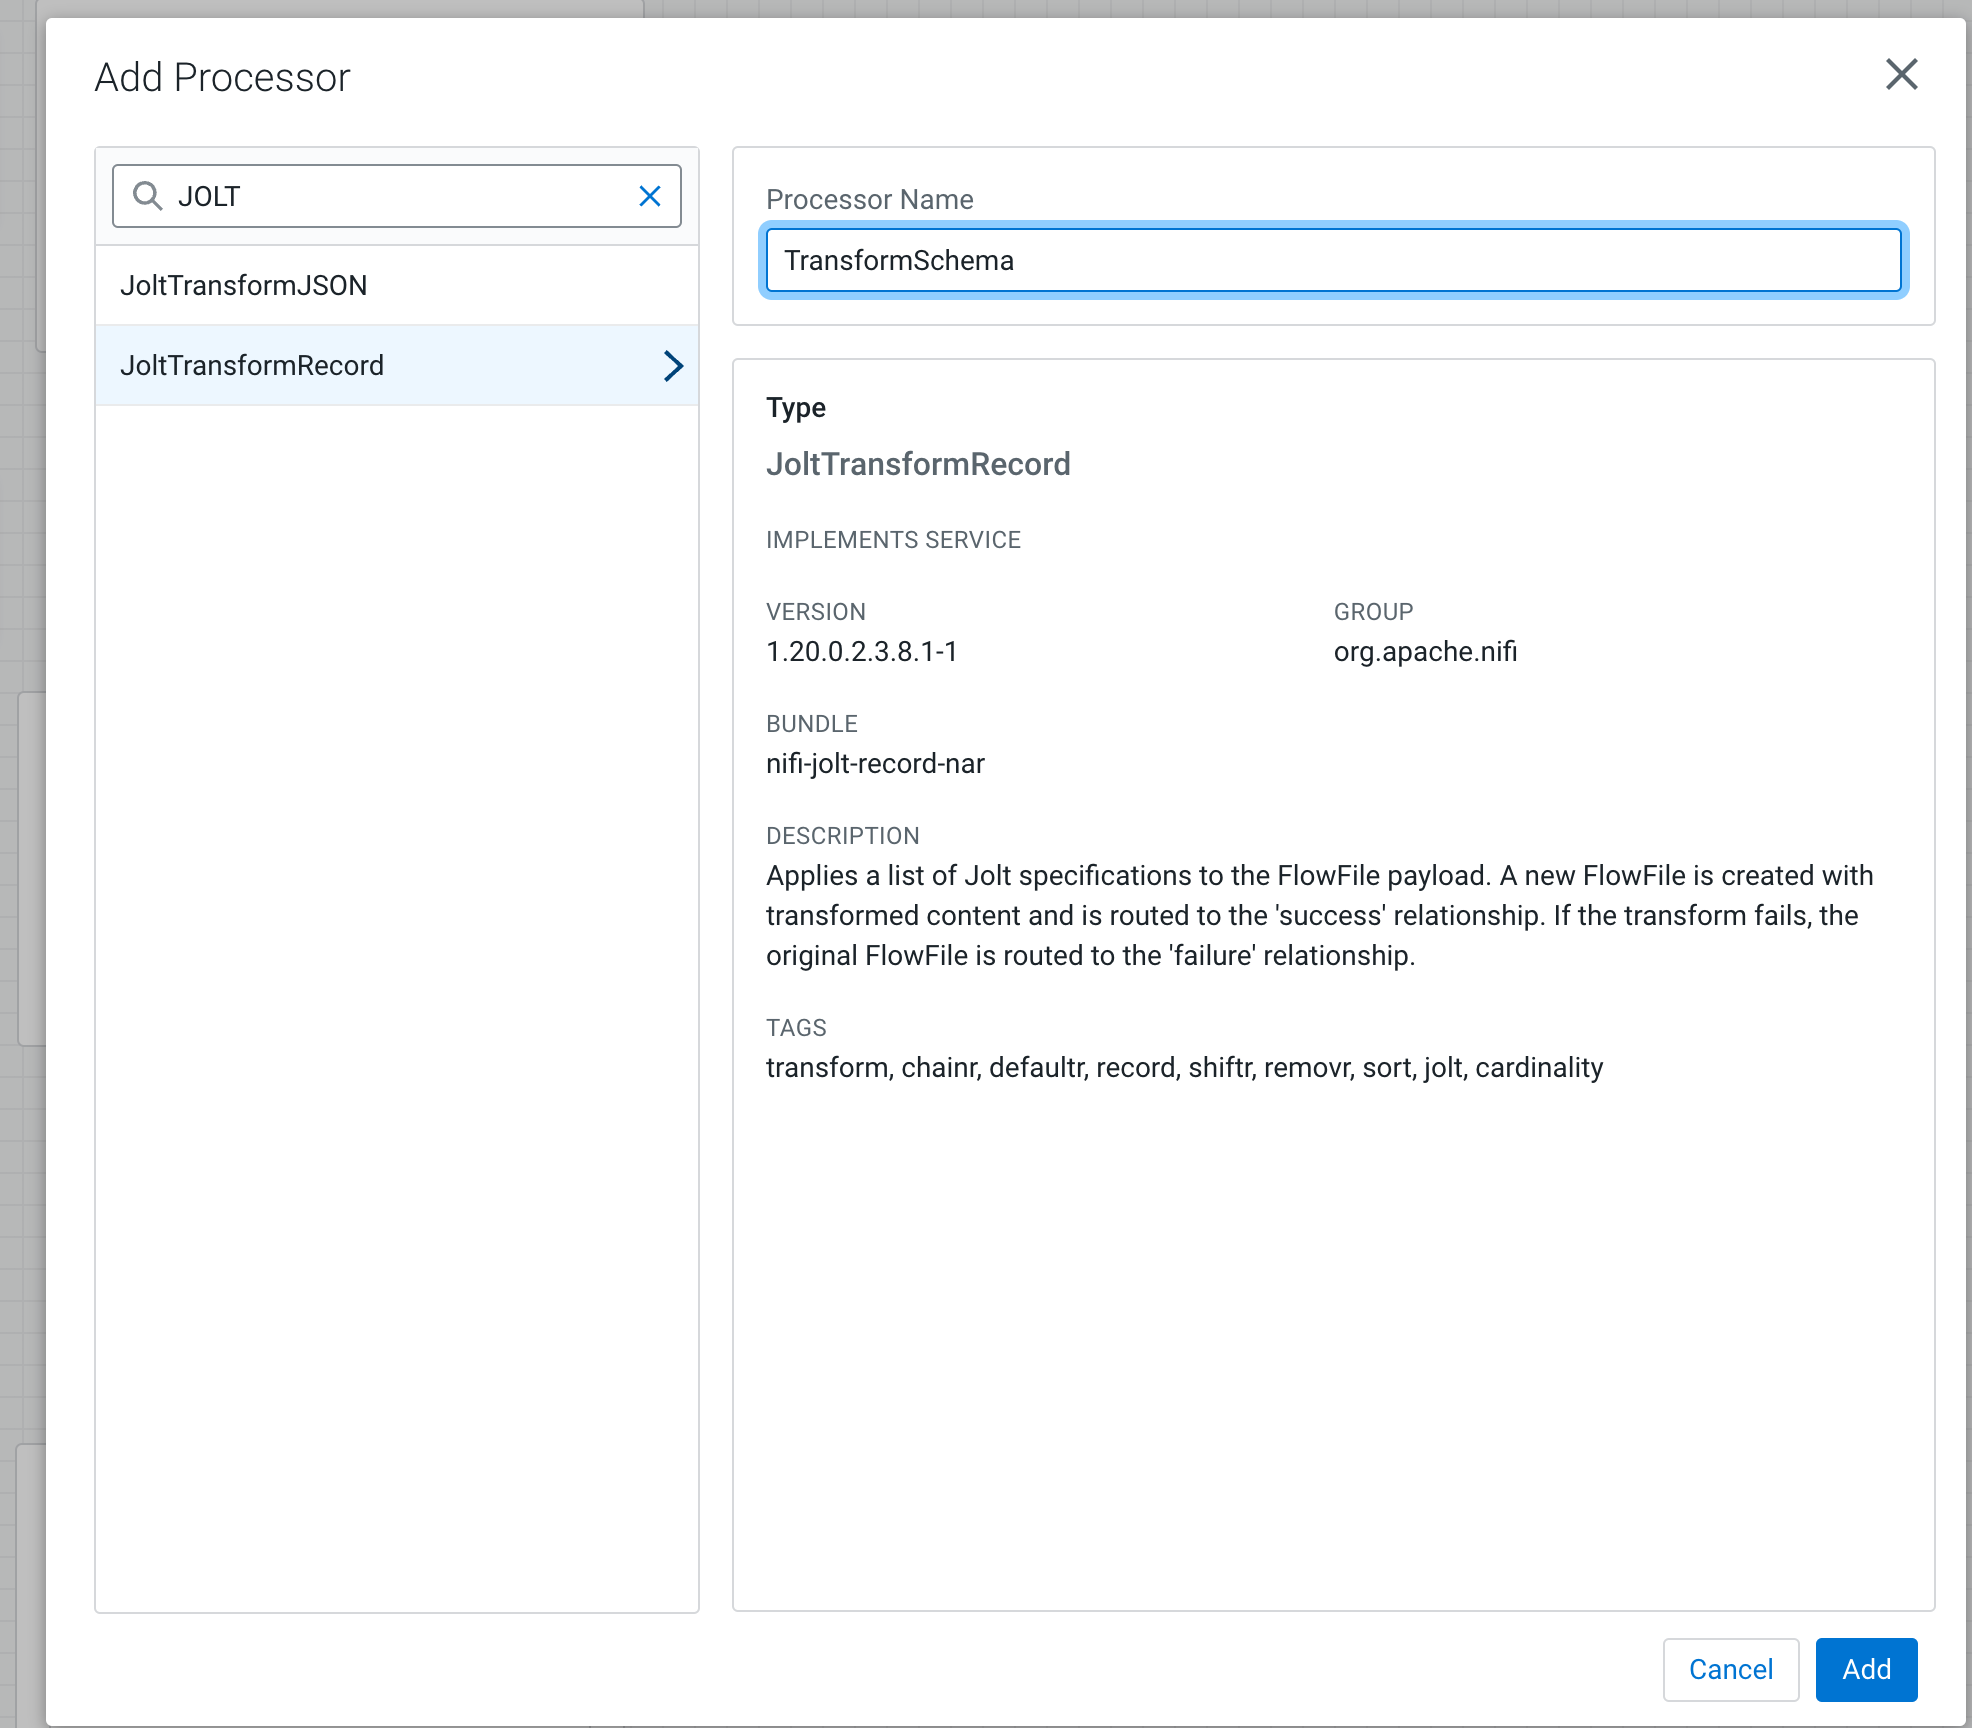 Add Processor
JOLT
JoltTransformJSON
JoltTransformRecord
Processor Name
TransformSchema
Type
JoltTransformRecord
IMPLEMENTS SERVICE
VERSION
1.20.0.2.3.8.1-1
GROUP
org.apache.nifi
BUNDLE
nifi-jolt-record-nar
DESCRIPTION
Applies a list of Jolt specifications to the FlowFile payload. A new FlowFile is created with
transformed content and is routed to the 'success' relationship. If the transform fails, the
original FlowFile is routed to the 'failure' relationship.
TAGS
transform, chainr, defaultr, record, shiftr, removr, sort, jolt, cardinality
Cancel
Add